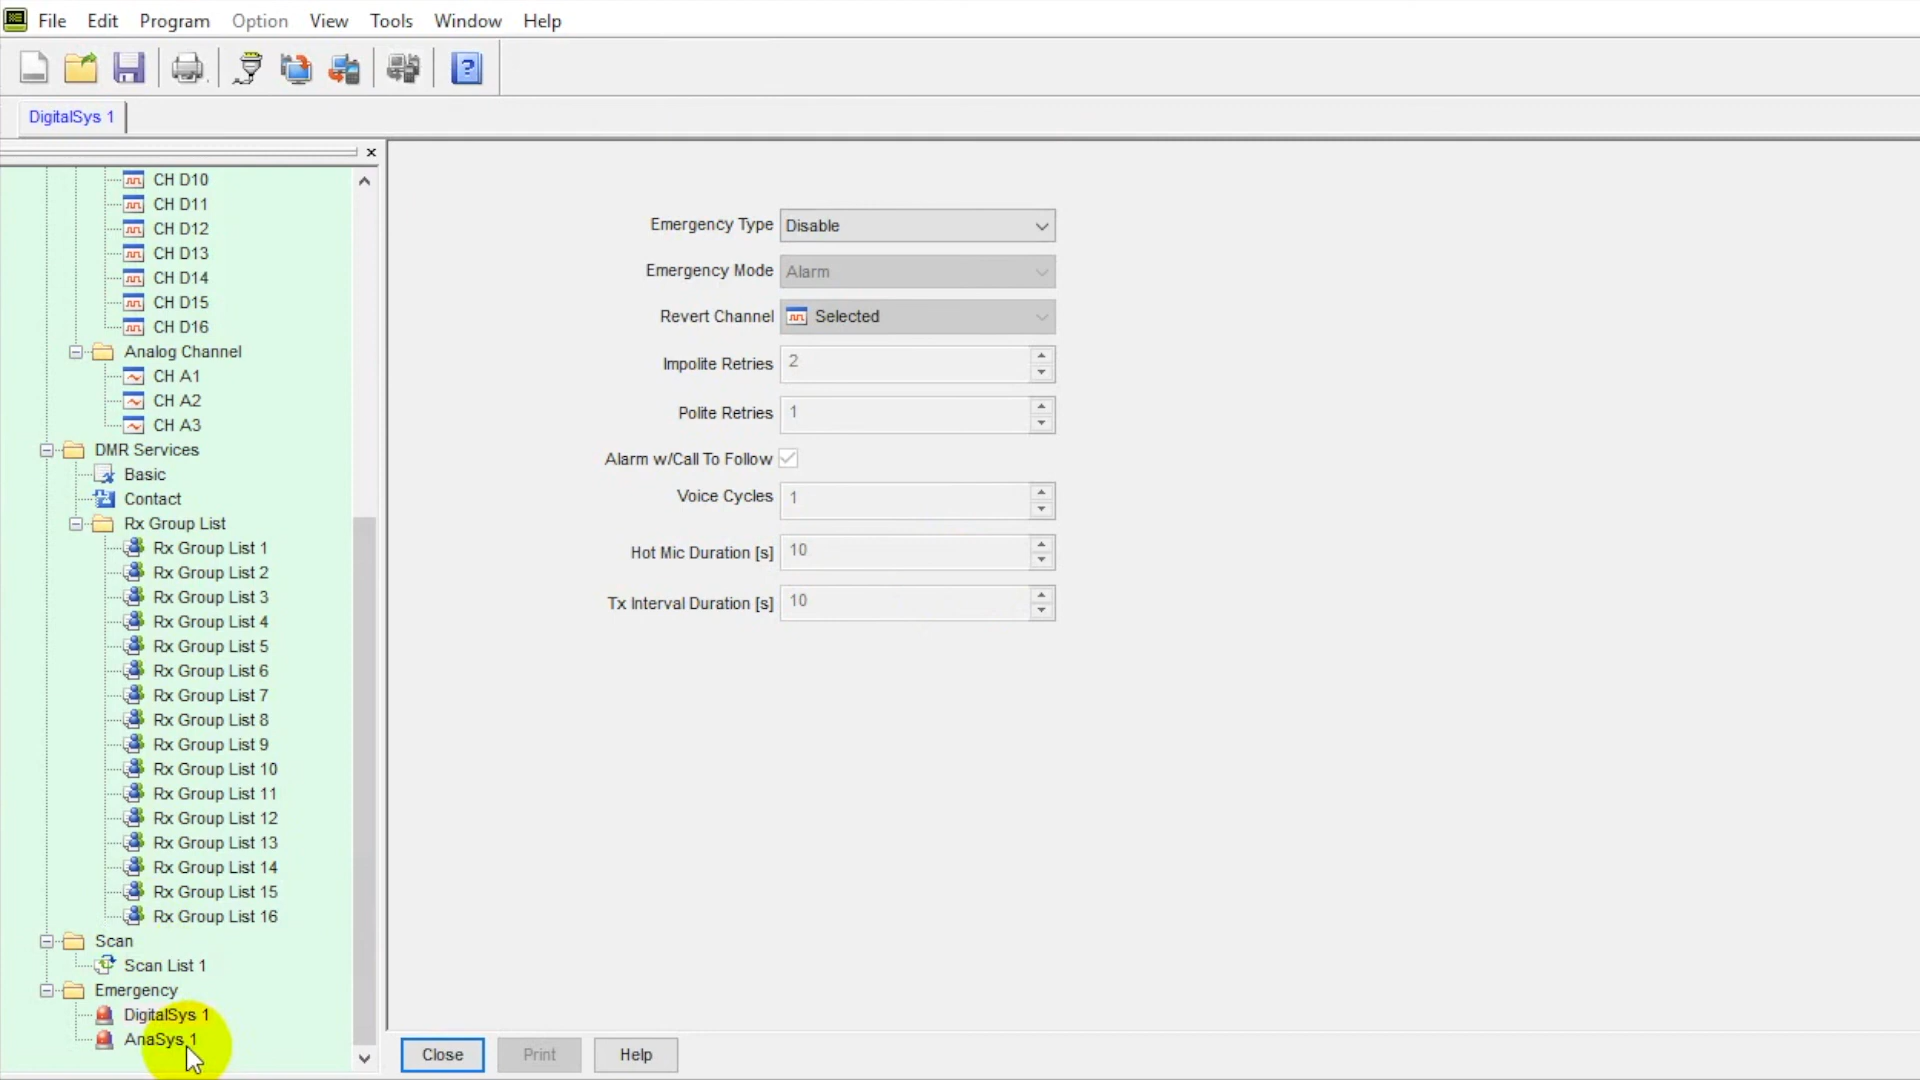 File Edit Program Option View Tools Window Help
?
DigitalSys 1
CH D10
CH D11
CH D12
CH D13
CH D14
CH D15
CH D16
Analog Channel
CH A1
CH A2
CH A3
DMR Services
Basic
Contact
Rx Group List
Rx Group List 1
Rx Group List 2
Rx Group List 3
Rx Group List 4
Rx Group List 5
Rx Group List 6
Rx Group List 7
Rx Group List 8
Rx Group List 9
Rx Group List 10
Rx Group List 11
Rx Group List 12
Rx Group List 13
Rx Group List 14
Rx Group List 15
Rx Group List 16
Scan
Scan List 1
Emergency
DigitalSys 1
AnaSys 1
Emergency Type Disable
Emergency Mode Alarm
Revert Channel Selected
Impolite Retries 2
Polite Retries 1
Alarm w/Call To Follow
Voice Cycles 1
Hot Mic Duration [s] 10
Tx Interval Duration [s] 10
Close Print Help